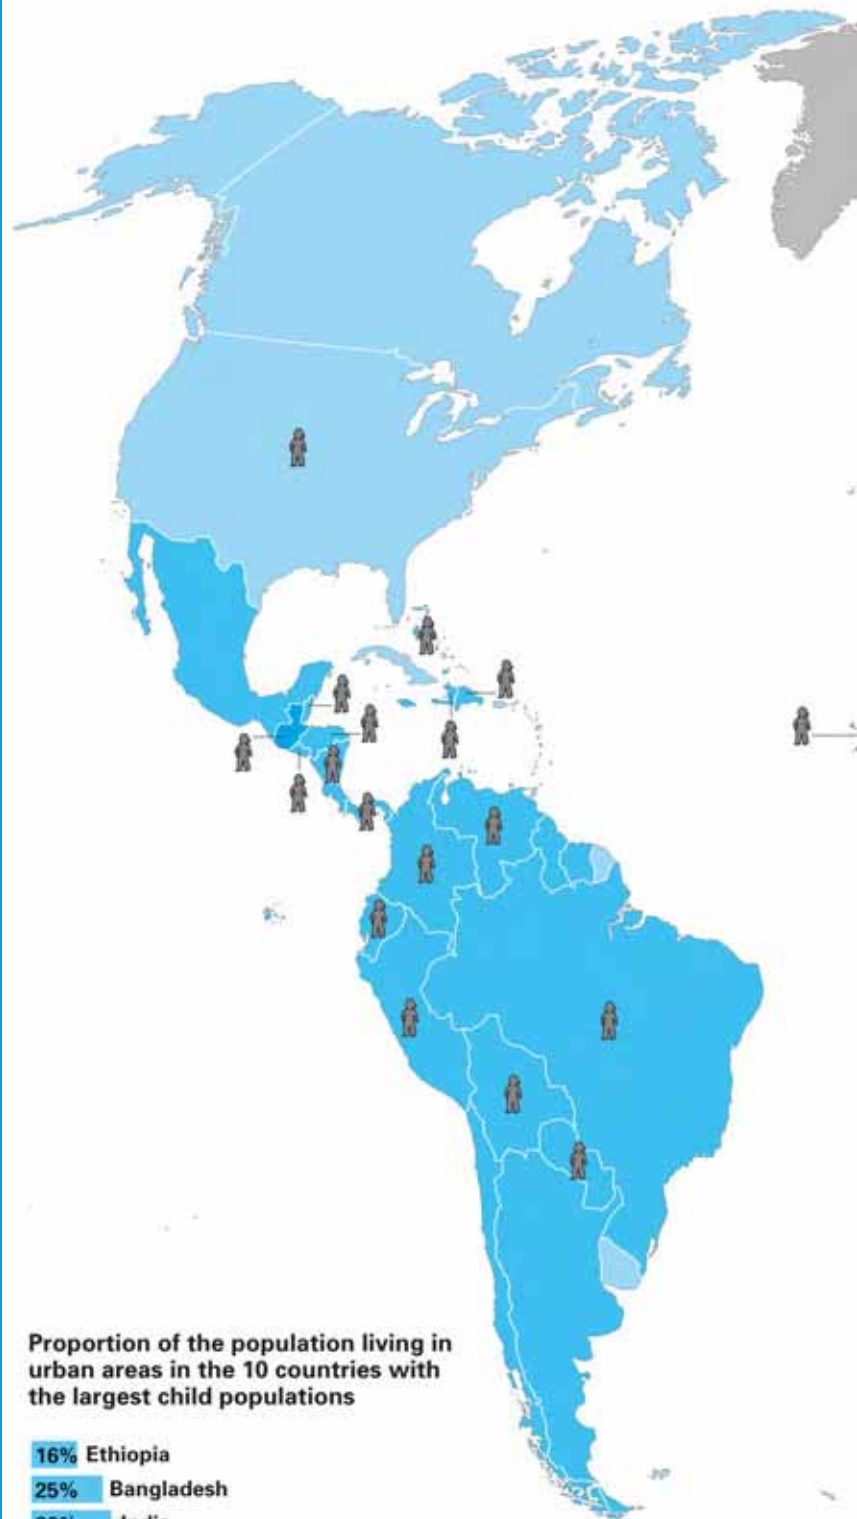 Proportion of the population living in
urban areas in the 10 countries with
the largest child populations
16% Ethiopia
25% Bangladesh